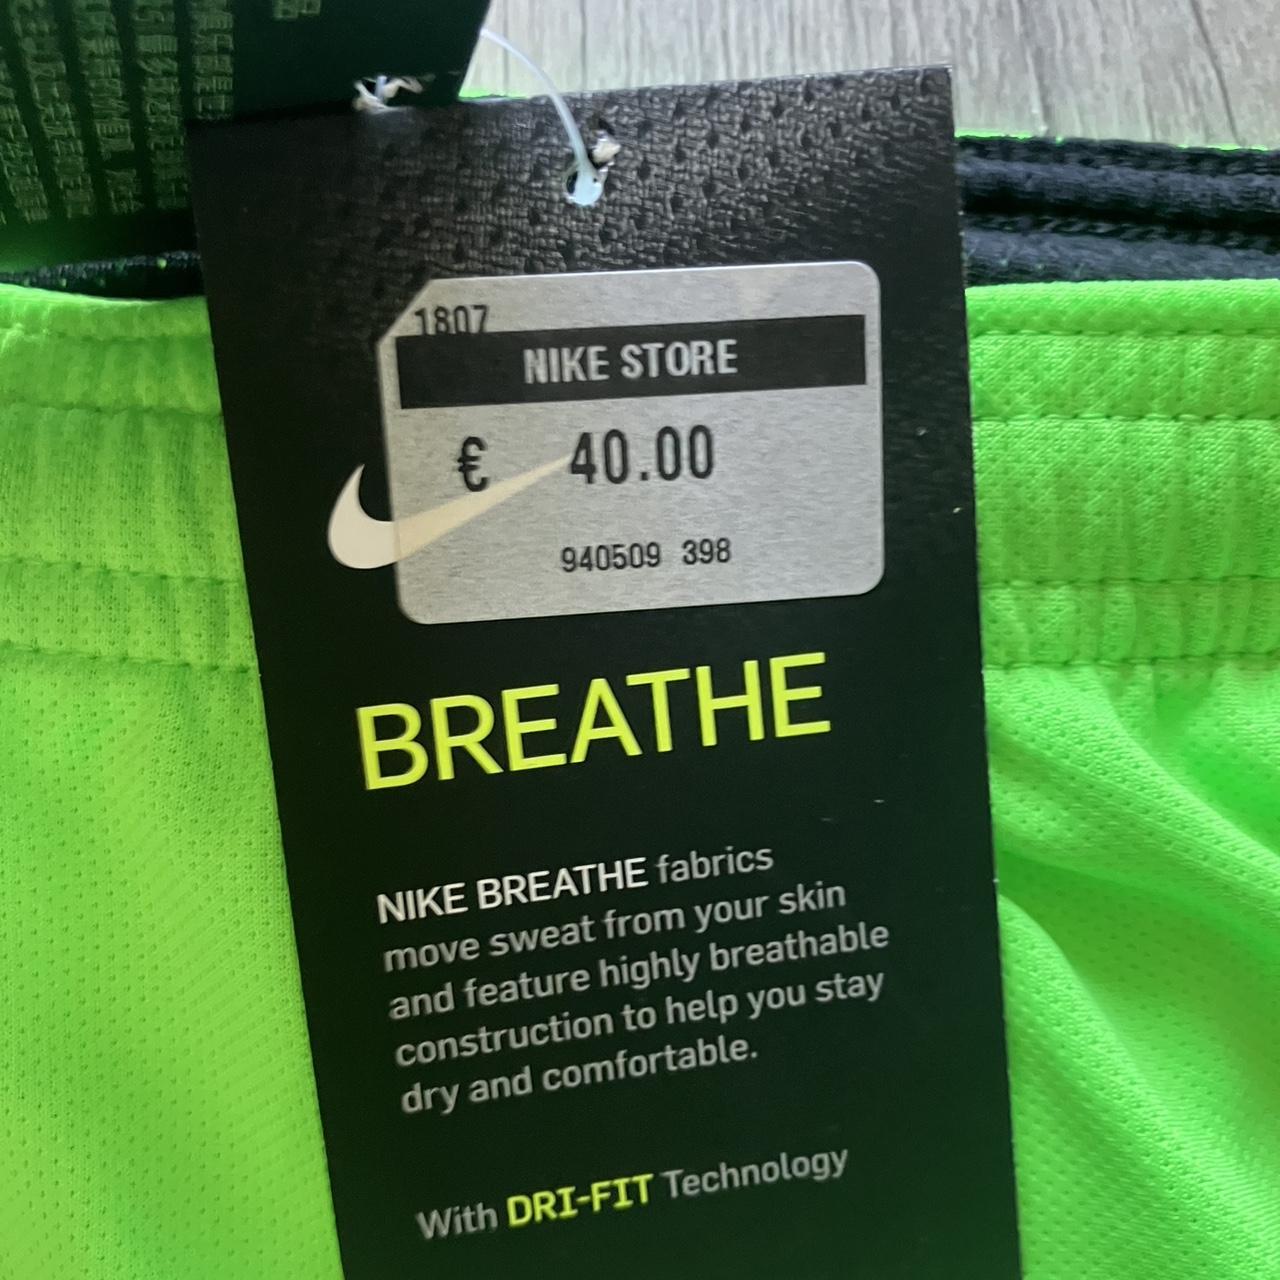 1807
NIKE STORE
€ 40.00
940509 398
BREATHE
NIKE BREATHE fabrics
move sweat from your skin
and feature highly breathable
construction to help you stay
dry and comfortable.
With DRI-FIT Technology